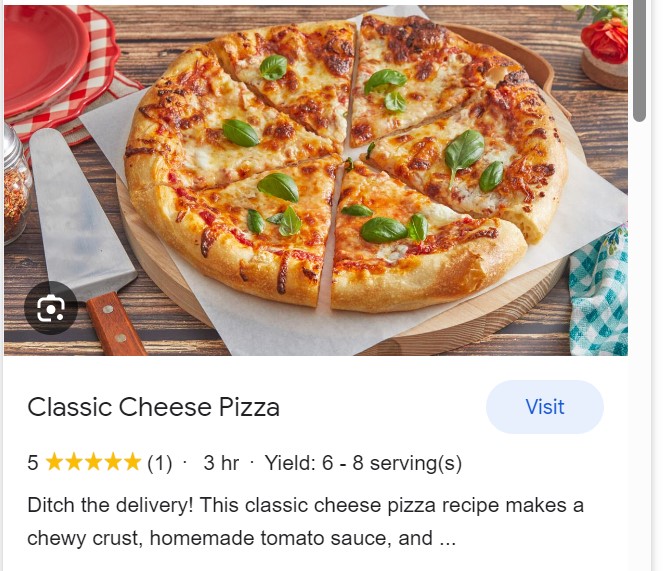 Classic Cheese Pizza
Visit
5 ★★★★★ (1) · 3 hr · Yield: 6 - 8 serving(s)
Ditch the delivery! This classic cheese pizza recipe makes a
chewy crust, homemade tomato sauce, and ...